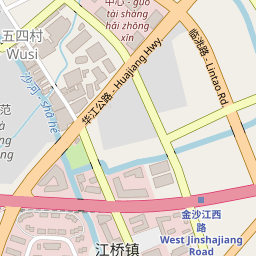 中心 - guó
tài shàng
hǎi zhōng
xīn
五四村
Wusi
华江公路 - Huajiang Hwy.
临洮路 - Lintao Rd
金沙江西
路
West Jinshajiang
Road
江桥镇